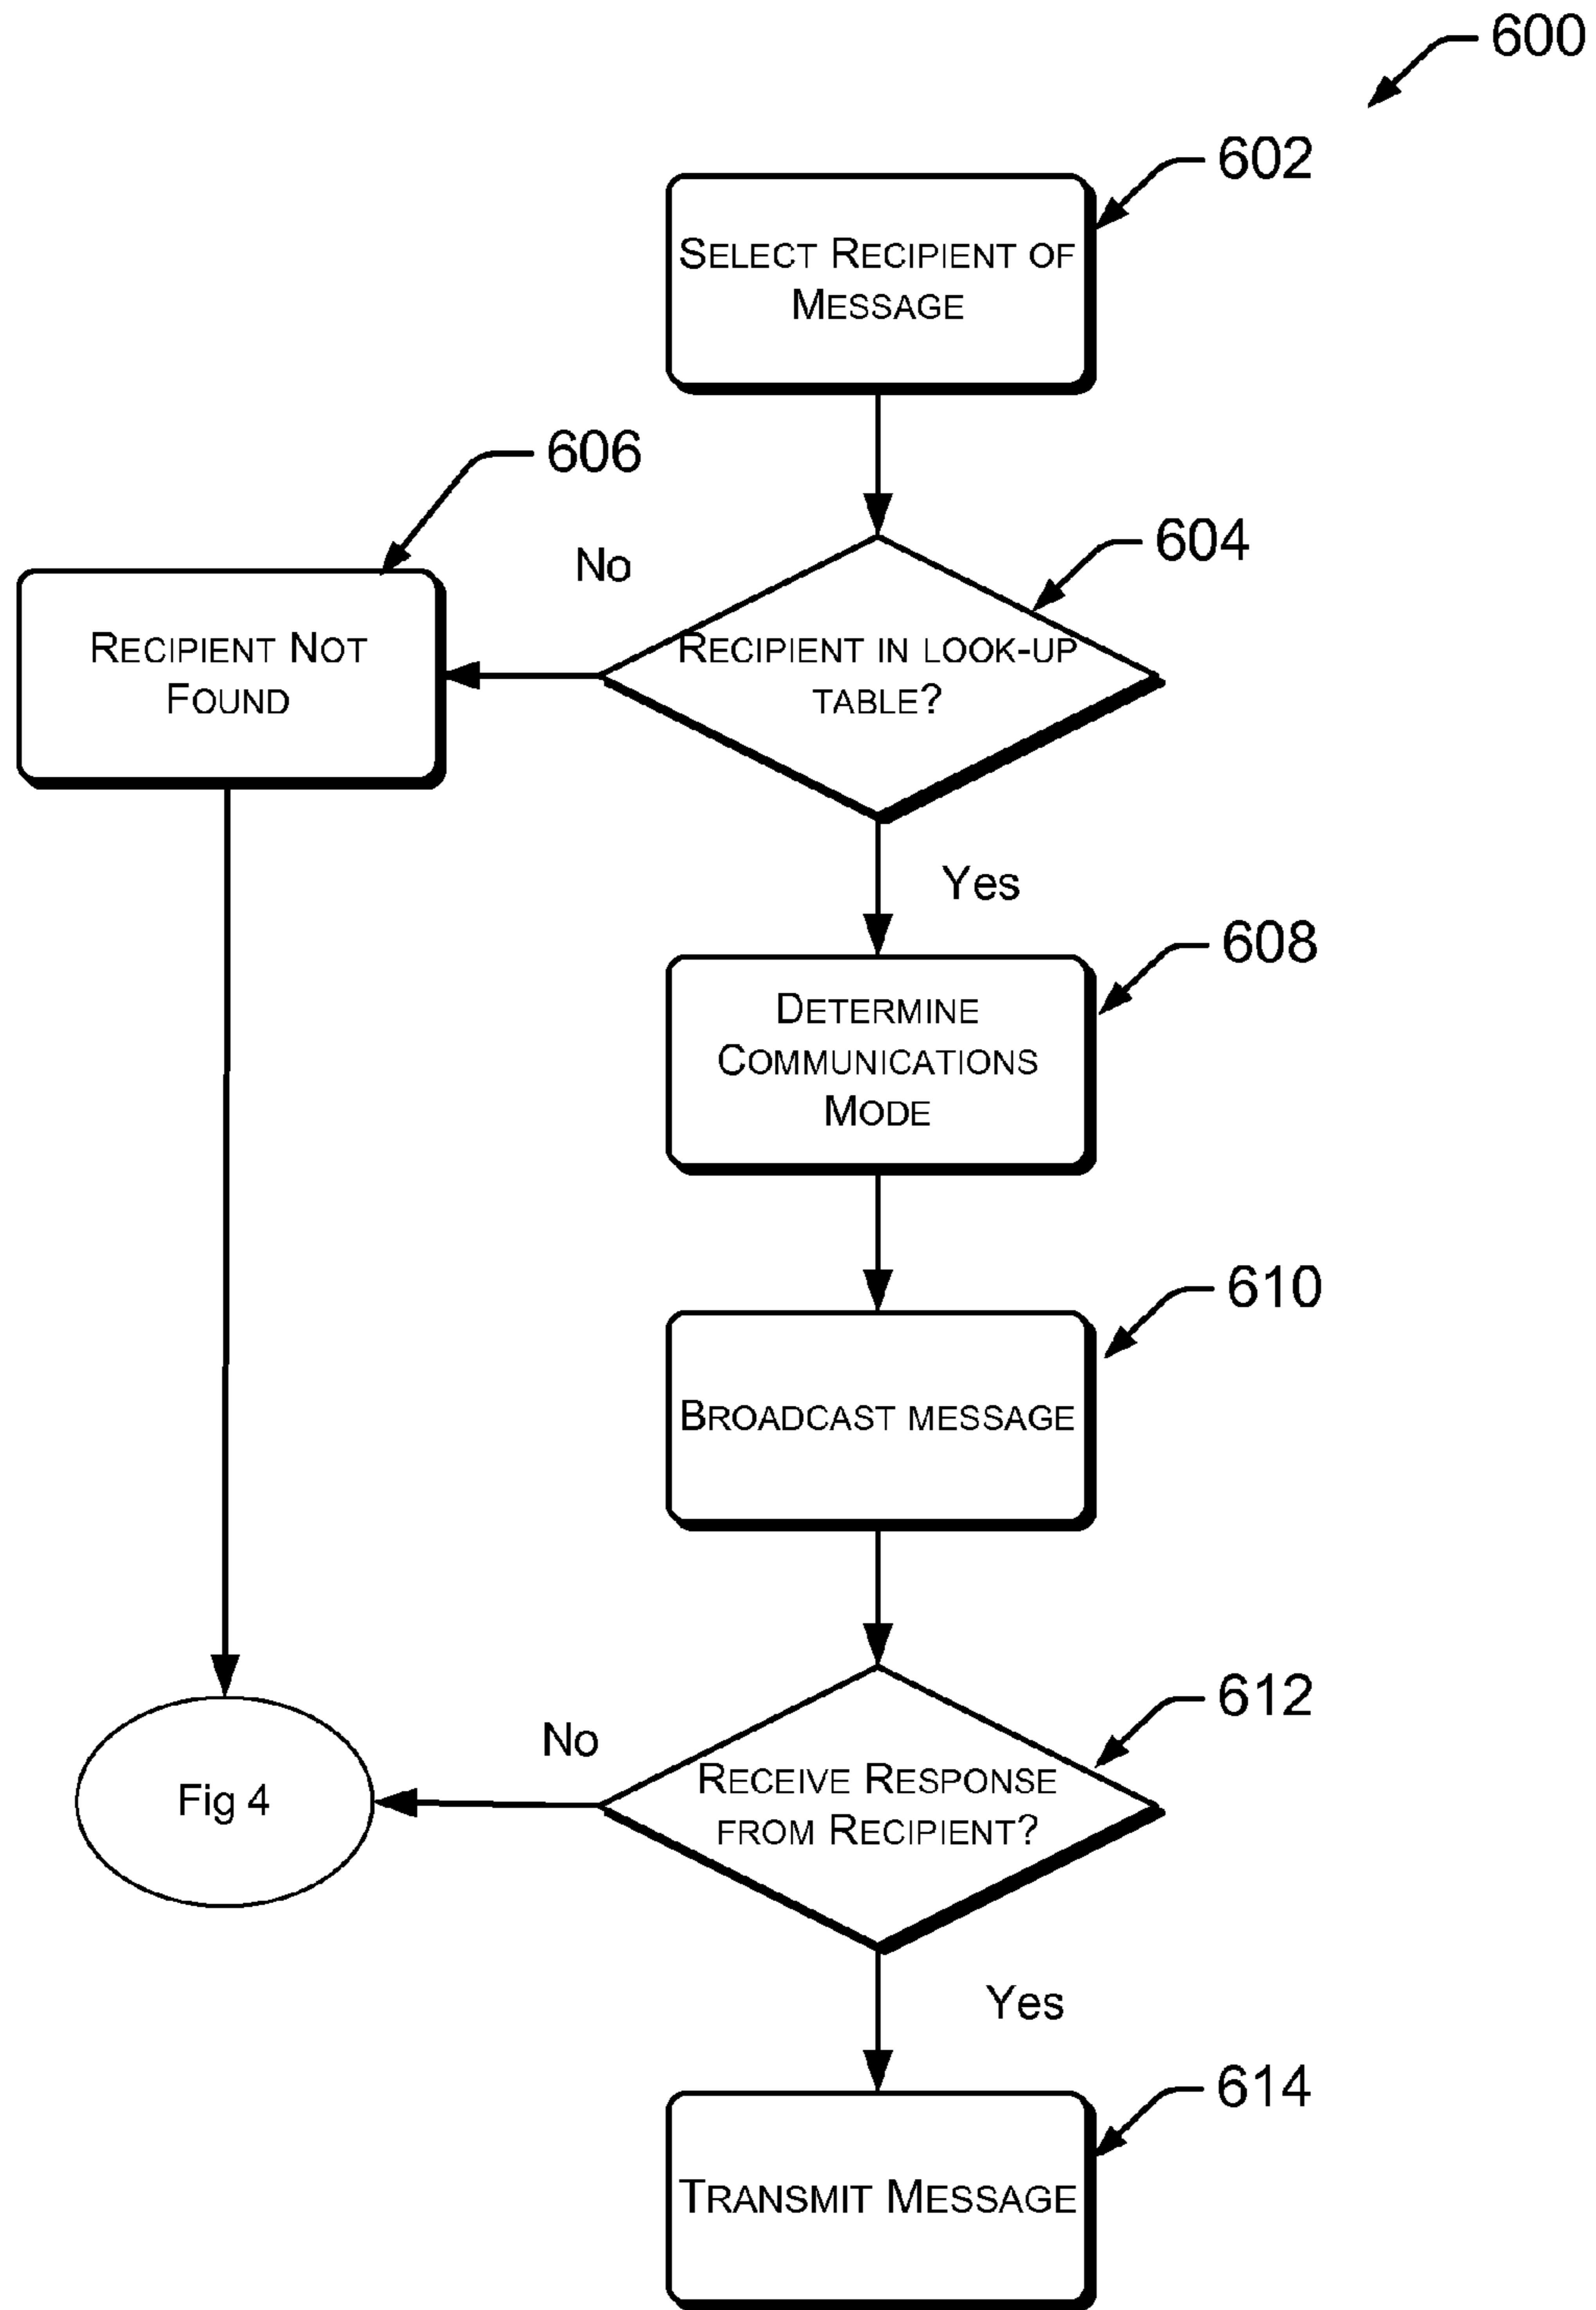 600
602
Select Recipient of
Message
606
604
No
Recipient Not
Found
Recipient in look-up
table?
Yes
608
Determine
Communications
Mode
610
Broadcast message
612
No
Receive Response
from Recipient?
Fig 4
Yes
614
Transmit Message